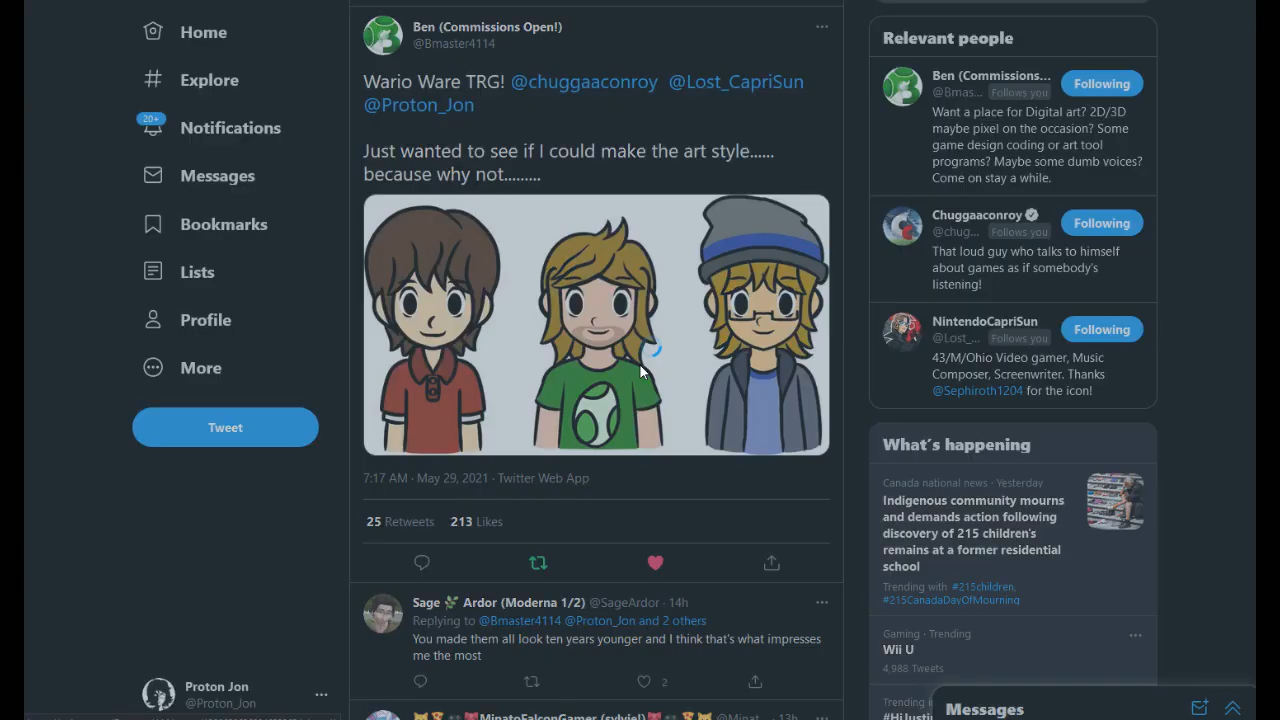 Home
Explore
20+
Notifications
Messages
Bookmarks
Lists
Profile
More
Tweet
Proton Jon
@Proton_Jon
Ben (Commissions Open!)
@Bmaster4114
Wario Ware TRG! @chuggaaconroy @Lost_CapriSun
@Proton_Jon
Just wanted to see if I could make the art style......
because why not.........
7:17 AM · May 29, 2021 · Twitter Web App
25 Retweets 213 Likes
Sage Ardor (Moderna 1/2) @SageArdor · 14h
Replying to @Bmaster4114 @Proton_Jon and 2 others
You made them all look ten years younger and I think that's what impresses
me the most
2
MinatoFalconGamer (sylvie!) @Minat... · 13h
Relevant people
Ben (Commissions...
@Bmas... Follows you
Following
Want a place for Digital art? 2D/3D
maybe pixel on the occasion? Some
game design coding or art tool
programs? Maybe some dumb voices?
Come on stay a while.
Chuggaaconroy
@chug... Follows you
Following
That loud guy who talks to himself
about games as if somebody's
listening!
NintendoCapriSun
@Lost_... Follows you
Following
43/M/Ohio Video gamer, Music
Composer, Screenwriter. Thanks
@Sephiroth1204 for the icon!
What's happening
Canada national news · Yesterday
Indigenous community mourns
and demands action following
discovery of 215 children's
remains at a former residential
school
Trending with #215children,
#215CanadaDayOfMourning
Gaming · Trending
Wii U
4,988 Tweets
Trending
Messages